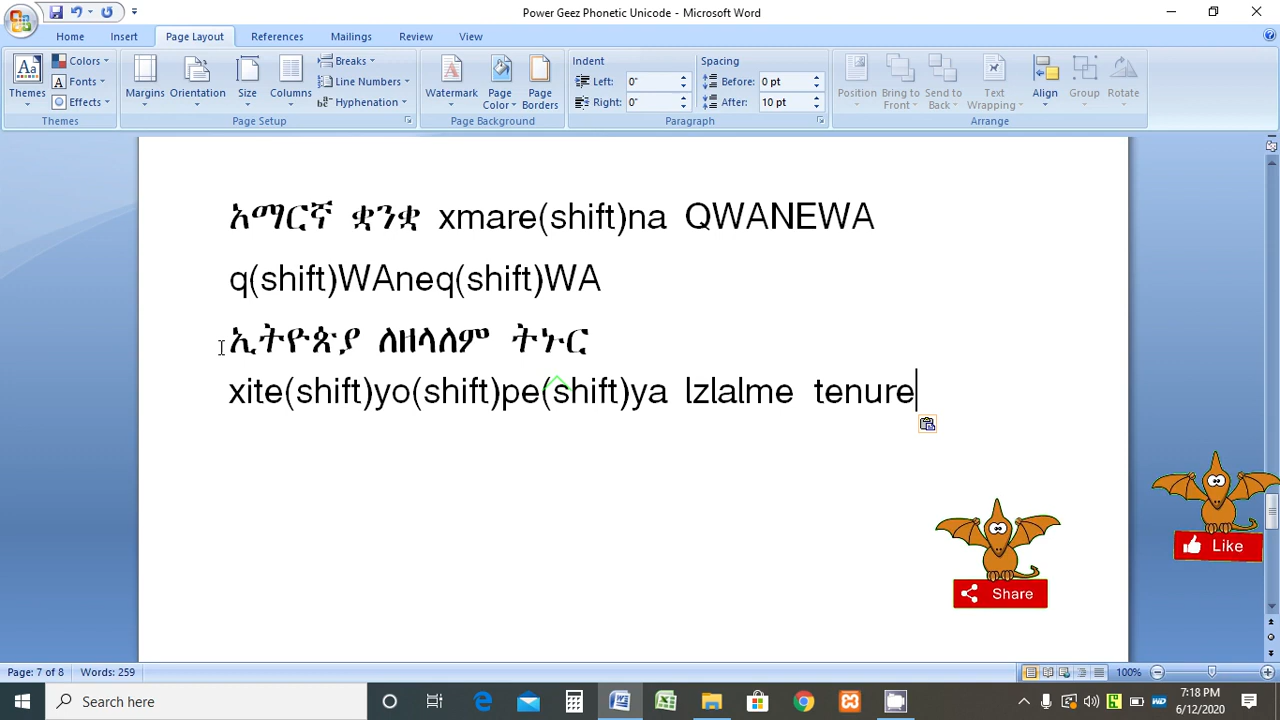 Power Geez Phonetic Unicode - Microsoft Word
Home Insert Page Layout References Mailings Review View
Themes Colors Fonts Effects Margins Orientation Size Columns Breaks Line Numbers Hyphenation Watermark Page Color Page Borders Indent Left: 0" Right: 0" Spacing Before: 0 pt After: 10 pt Position Bring to Front Send to Back Text Wrapping Align Group Rotate
Themes Page Setup Page Background Paragraph Arrange
አማርኛ ቋንቋ xmare(shift)na QWANEWA
q(shift)WAneq(shift)WA
ኢትዮጵያ ለዘላለም ትኑር
xite(shift)yo(shift)pe(shift)ya lzlalme tenure
Like
Share
Page: 7 of 8 Words: 259 100%
Search here
7:18 PM
6/12/2020